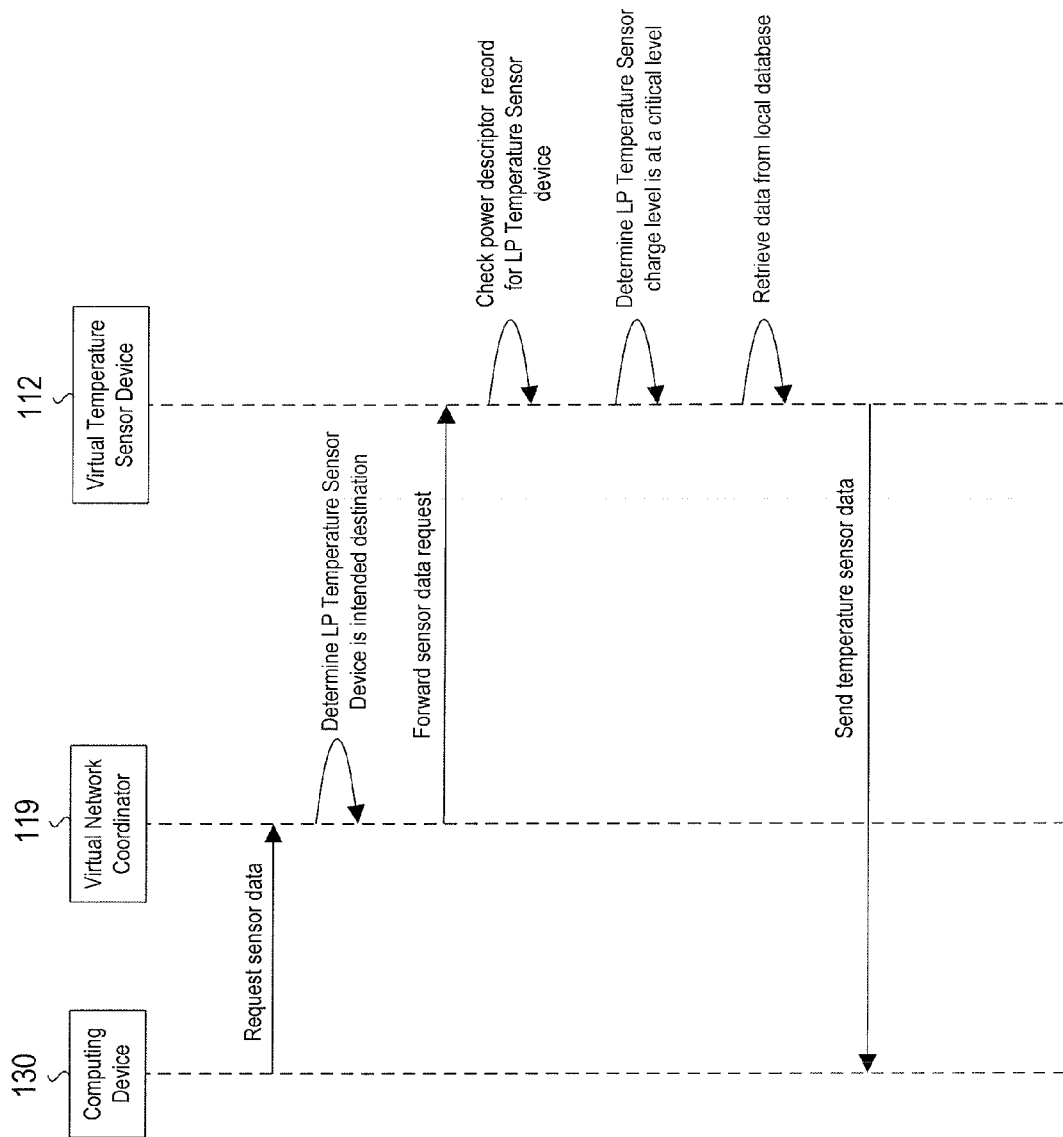 130
Computing
Device
119
Virtual Network
Coordinator
112
Virtual Temperature
Sensor Device
Request sensor data
Determine LP Temperature Sensor
Device is intended destination
Forward sensor data request
Check power descriptor record
for LP Temperature Sensor
device
Determine LP Temperature Sensor
charge level is at a critical level
Retrieve data from local database
Send temperature sensor data